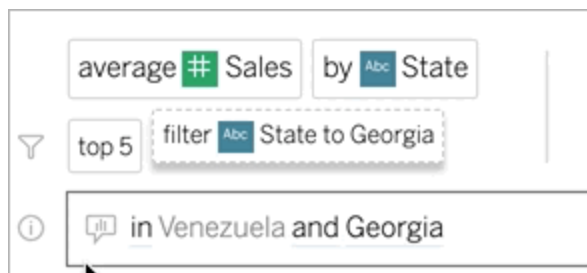 average # Sales by Abc State
top 5 filter Abc State to Georgia
in Venezuela and Georgia